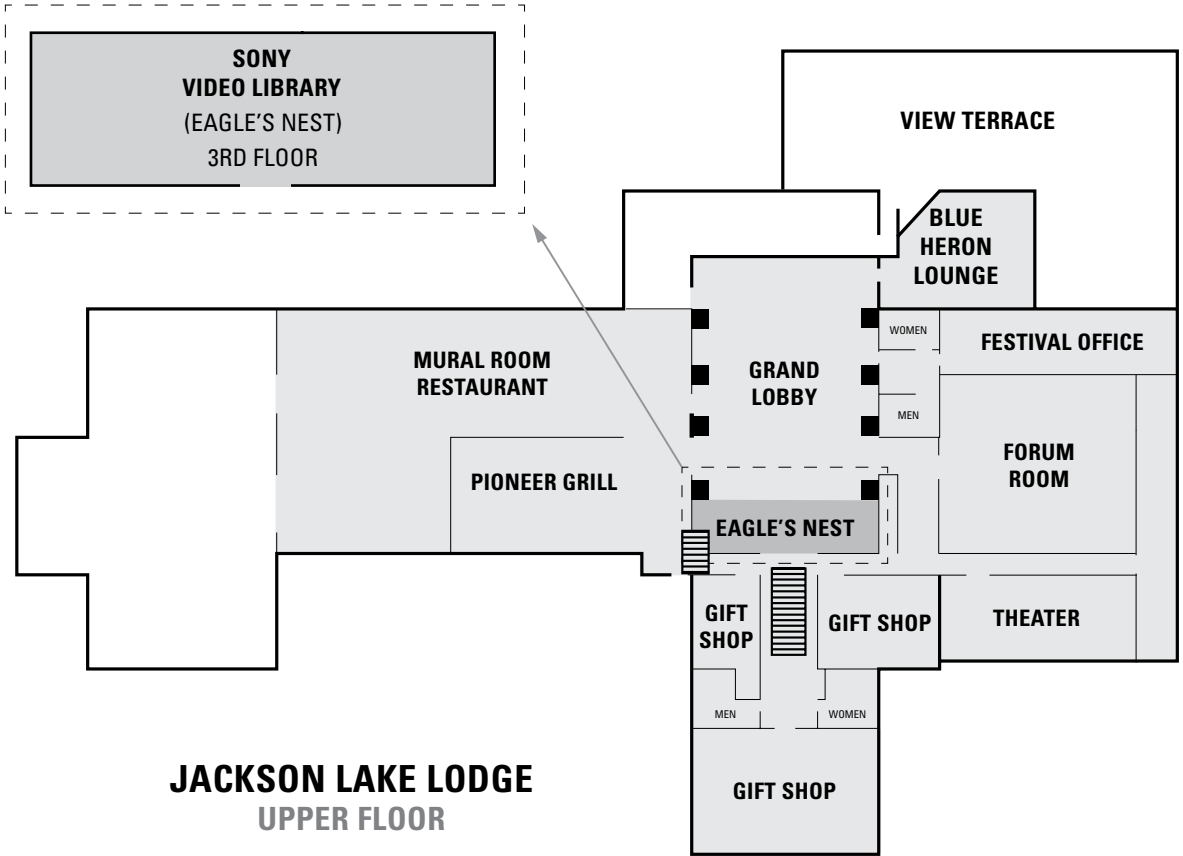 SONY
VIDEO LIBRARY
(EAGLE'S NEST)
3RD FLOOR
VIEW TERRACE
BLUE
HERON
LOUNGE
WOMEN
FESTIVAL OFFICE
MURAL ROOM
RESTAURANT
GRAND
LOBBY
MEN
FORUM
ROOM
PIONEER GRILL
EAGLE'S NEST
GIFT
SHOP
GIFT SHOP
THEATER
MEN
WOMEN
JACKSON LAKE LODGE
UPPER FLOOR
GIFT SHOP